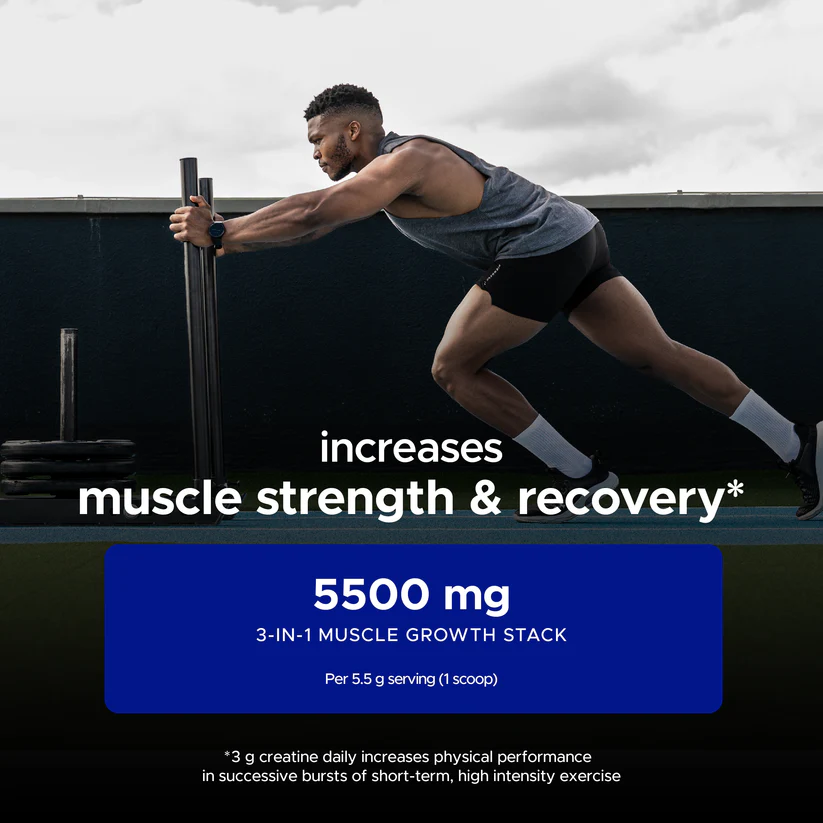 increases
muscle strength & recovery*
5500 mg
3-IN-1 MUSCLE GROWTH STACK
Per 5.5 g serving (1 scoop)
*3 g creatine daily increases physical performance
in successive bursts of short-term, high intensity exercise